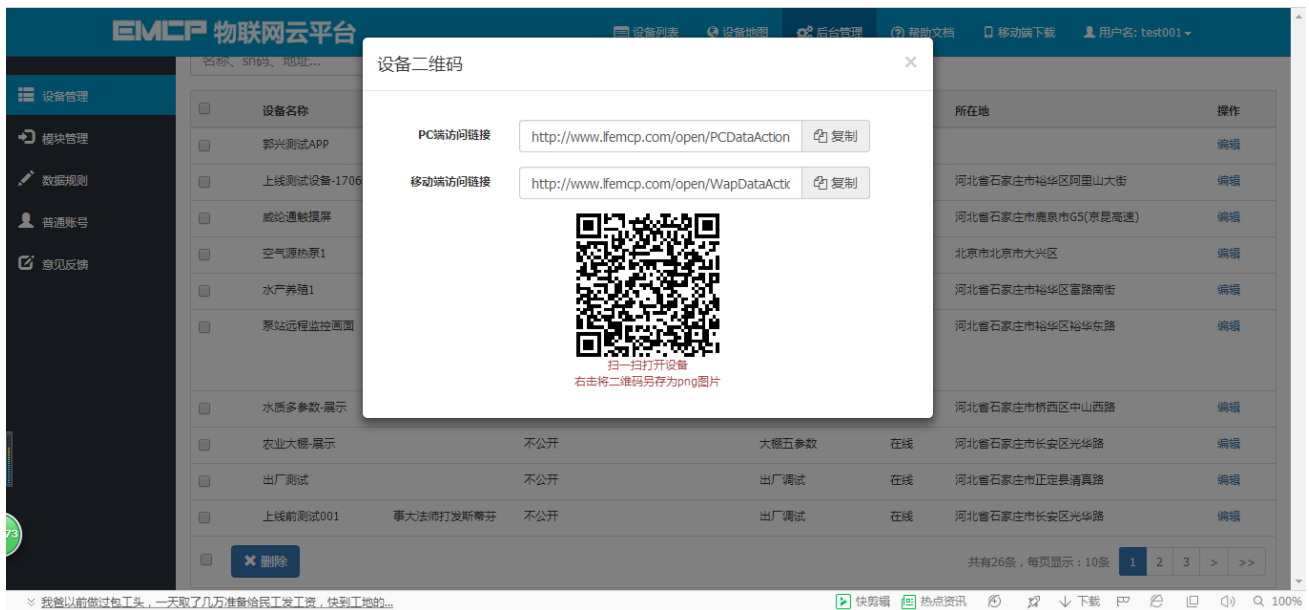 EMCP 物联网云平台
设备列表 设备地图 后台管理 帮助文档 移动端下载 用户名: test001
名称、sn码、地址...
设备二维码 ×
设备管理
模块管理
数据规则
普通账号
意见反馈
PC端访问链接 http://www.lfemcp.com/open/PCDataAction 复制
移动端访问链接 http://www.lfemcp.com/open/WapDataActic 复制
扫一扫打开设备
右击将二维码另存为png图片
设备名称 所在地 操作
郭兴测试APP 编辑
上线测试设备-1706 河北省石家庄市裕华区阿里山大街 编辑
威纶通触摸屏 河北省石家庄市鹿泉市G5(京昆高速) 编辑
空气源热泵1 北京市北京市大兴区 编辑
水产养殖1 河北省石家庄市裕华区富路南街 编辑
泵站远程监控画面 河北省石家庄市裕华区裕华东路 编辑
水质多参数-展示 河北省石家庄市桥西区中山西路 编辑
农业大棚-展示 不公开 大棚五参数 在线 河北省石家庄市长安区光华路 编辑
出厂测试 不公开 出厂调试 在线 河北省石家庄市正定县清真路 编辑
上线前测试001 事大法师打发斯蒂芬 不公开 出厂调试 在线 河北省石家庄市长安区光华路 编辑
73
删除 共有26条，每页显示：10条 1 2 3 > >>
我爸以前做过包工头，一天取了几万准备给民工发工资，快到工地的... 快剪辑 热点资讯 下载 100%